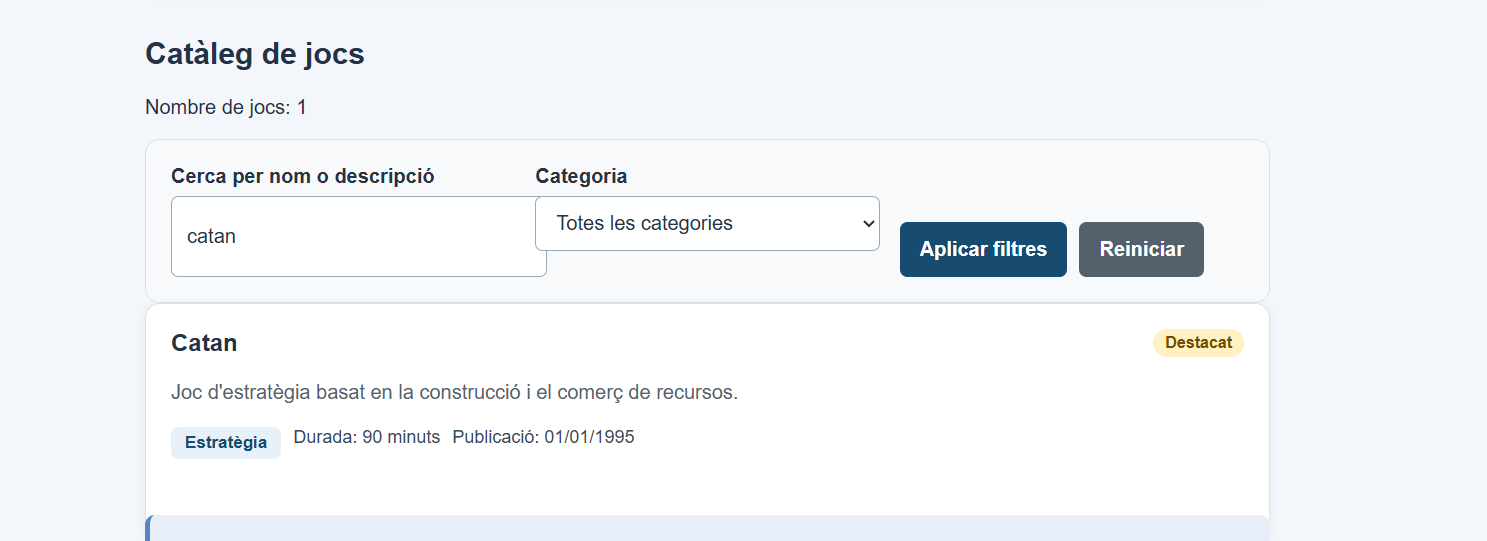 Catàleg de jocs
Nombre de jocs: 1
Cerca per nom o descripció
Categoria
catan
Totes les categories
Aplicar filtres
Reiniciar
Catan
Destacat
Joc d'estratègia basat en la construcció i el comerç de recursos.
Estratègia Durada: 90 minuts Publicació: 01/01/1995